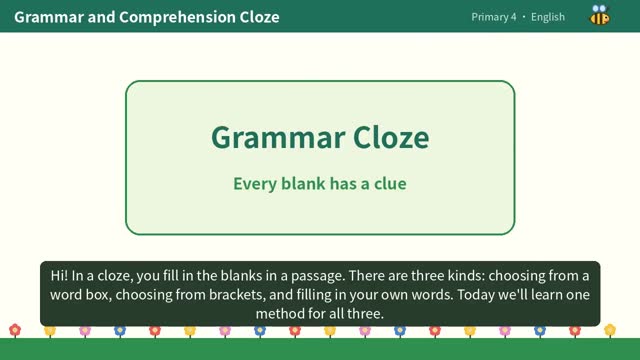 Grammar and Comprehension Cloze
Primary 4 · English
Grammar Cloze
Every blank has a clue
Hi! In a cloze, you fill in the blanks in a passage. There are three kinds: choosing from a
word box, choosing from brackets, and filling in your own words. Today we'll learn one
method for all three.